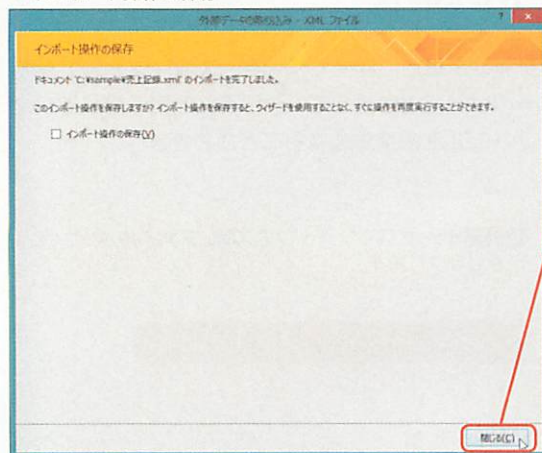 外部データの取り込み - XML ファイル
インポート操作の保存
ドキュメント 'C:¥sample¥売上記録.xml' のインポートを完了しました。
このインポート操作を保存しますか? インポート操作を保存すると、ウィザードを使用することなく、すぐに操作を再度実行することができます。
インポート操作の保存(V)
閉じる(C)